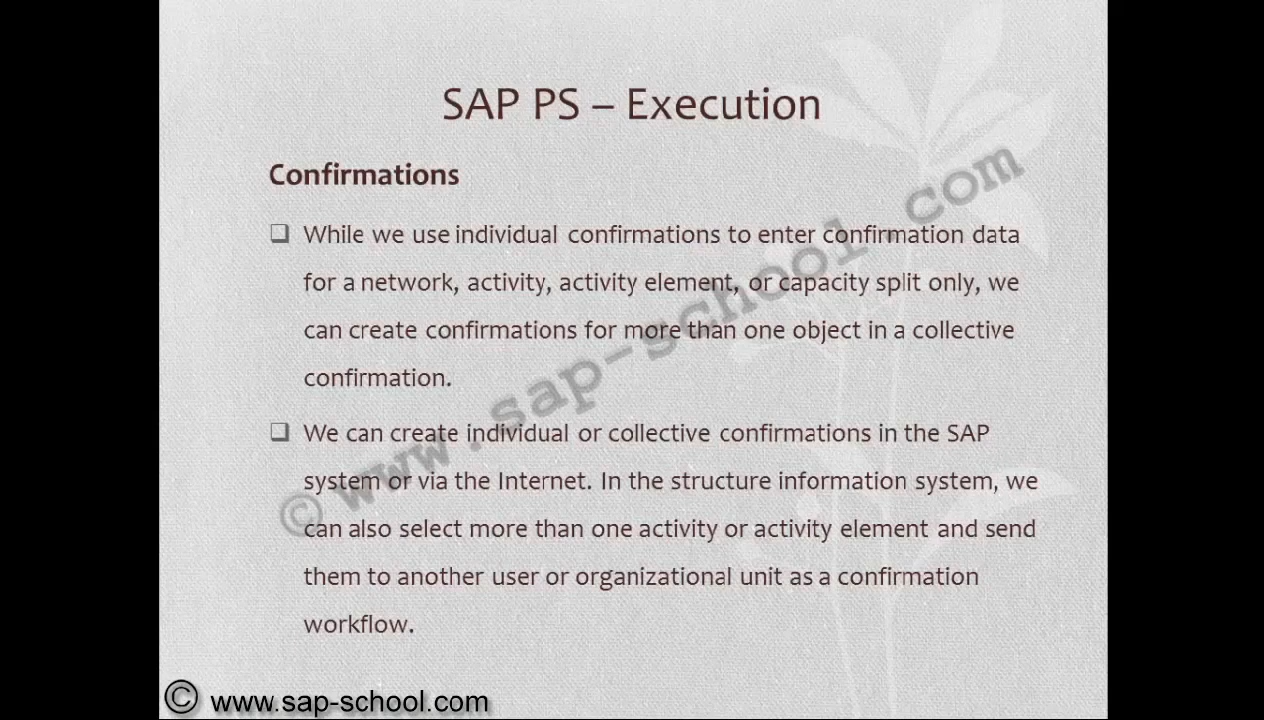 SAP PS – Execution
Confirmations
While we use individual confirmations to enter confirmation data
for a network, activity, activity element, or capacity split only, we
can create confirmations for more than one object in a collective
confirmation.
We can create individual or collective confirmations in the SAP
system or via the Internet. In the structure information system, we
can also select more than one activity or activity element and send
them to another user or organizational unit as a confirmation
workflow.
© www.sap-school.com
© www.sap-school.com